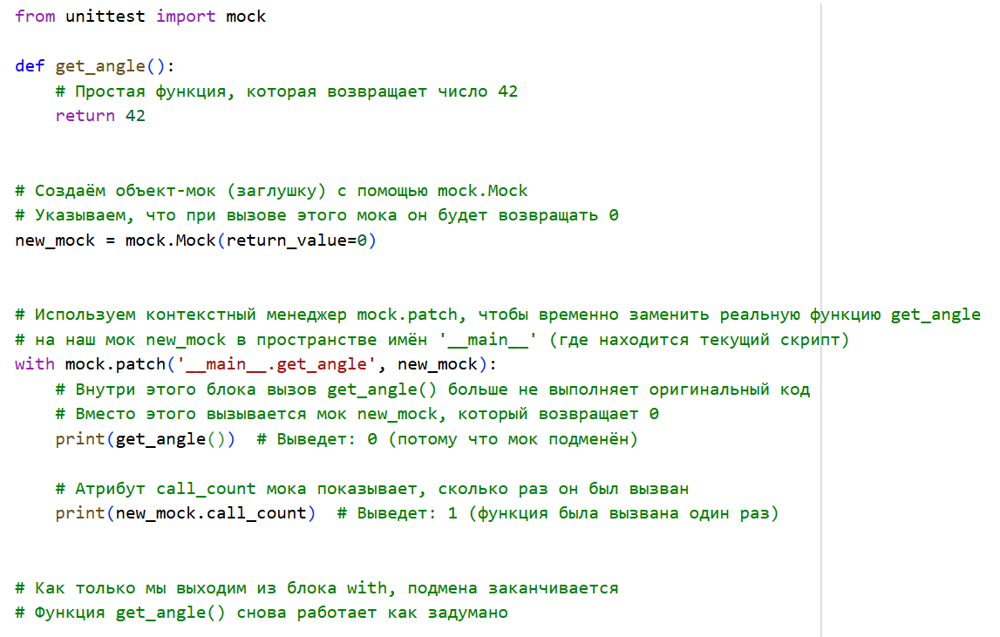 from unittest import mock
def get_angle():
    # Простая функция, которая возвращает число 42
    return 42
# Создаём объект-мок (заглушку) с помощью mock.Mock
# Указываем, что при вызове этого мока он будет возвращать 0
new_mock = mock.Mock(return_value=0)
# Используем контекстный менеджер mock.patch, чтобы временно заменить реальную функцию get_angle
# на наш мок new_mock в пространстве имён '__main__' (где находится текущий скрипт)
with mock.patch('__main__.get_angle', new_mock):
    # Внутри этого блока вызов get_angle() больше не выполняет оригинальный код
    # Вместо этого вызывается мок new_mock, который возвращает 0
    print(get_angle())  # Выведет: 0 (потому что мок подменён)
    # Атрибут call_count мока показывает, сколько раз он был вызван
    print(new_mock.call_count)  # Выведет: 1 (функция была вызвана один раз)
# Как только мы выходим из блока with, подмена заканчивается
# Функция get_angle() снова работает как задумано